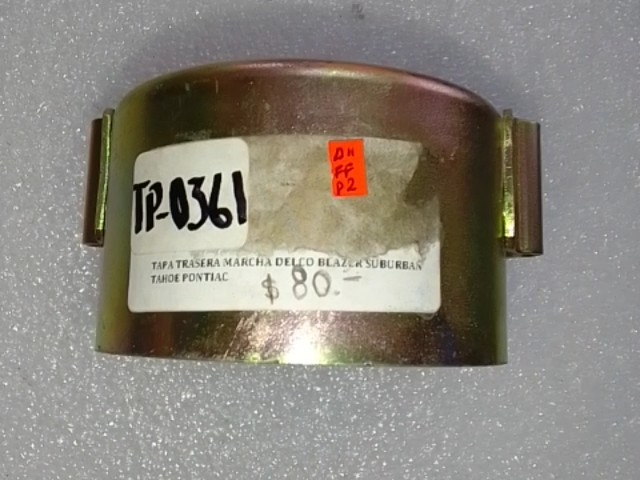 TP-0361
DH
FF
P2
TAPA TRASERA MARCHA DELCO BLAZER SUBURBAN
TAHOE PONTIAC
$ 80.-